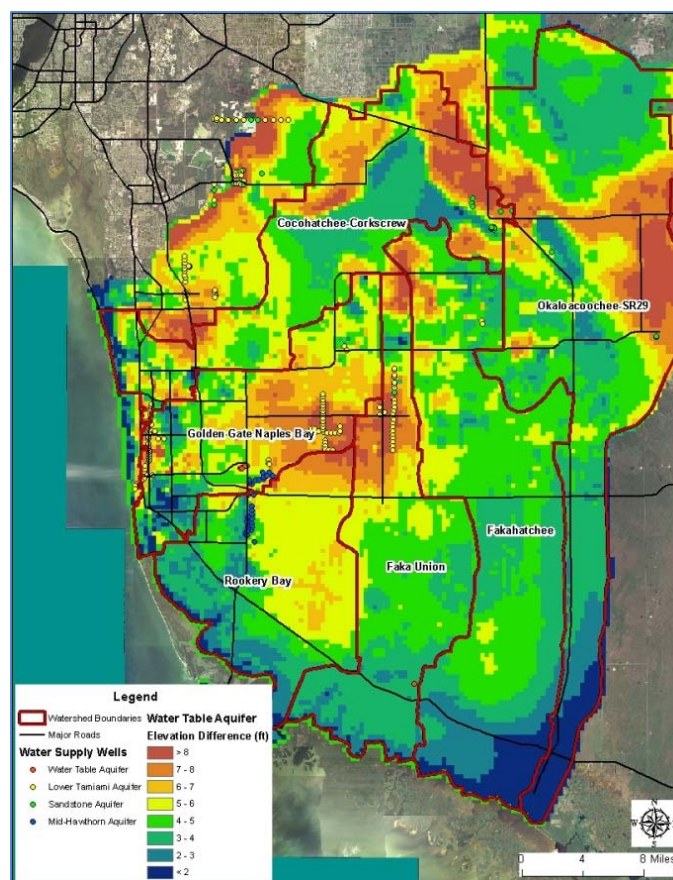 Cocohatchee-Corkscrew
Okaloacoochee-SR29
Golden-Gate Naples Bay
Fakahatchee
Faka Union
Rookery Bay
Legend
Watershed Boundaries
Major Roads
Water Supply Wells
Water Table Aquifer
Lower Tamiami Aquifer
Sandstone Aquifer
Mid-Hawthorn Aquifer
Water Table Aquifer
Elevation Difference (ft)
> 8
7 - 8
6 - 7
5 - 6
4 - 5
3 - 4
2 - 3
< 2
N
W
E
S
0 4 8 Miles